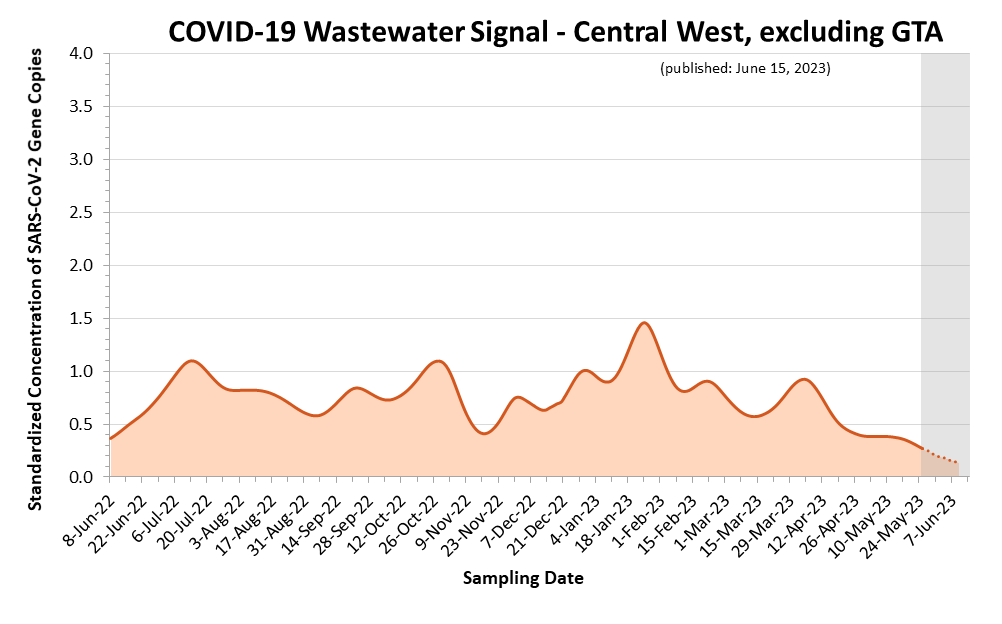 COVID-19 Wastewater Signal - Central West, excluding GTA
(published: June 15, 2023)
Standardized Concentration of SARS-CoV-2 Gene Copies
4.0
3.5
3.0
2.5
2.0
1.5
1.0
0.5
0.0
8-Jun-22
22-Jun-22
6-Jul-22
20-Jul-22
3-Aug-22
17-Aug-22
31-Aug-22
14-Sep-22
28-Sep-22
12-Oct-22
26-Oct-22
9-Nov-22
23-Nov-22
7-Dec-22
21-Dec-22
4-Jan-23
18-Jan-23
1-Feb-23
15-Feb-23
1-Mar-23
15-Mar-23
29-Mar-23
12-Apr-23
26-Apr-23
10-May-23
24-May-23
7-Jun-23
Sampling Date